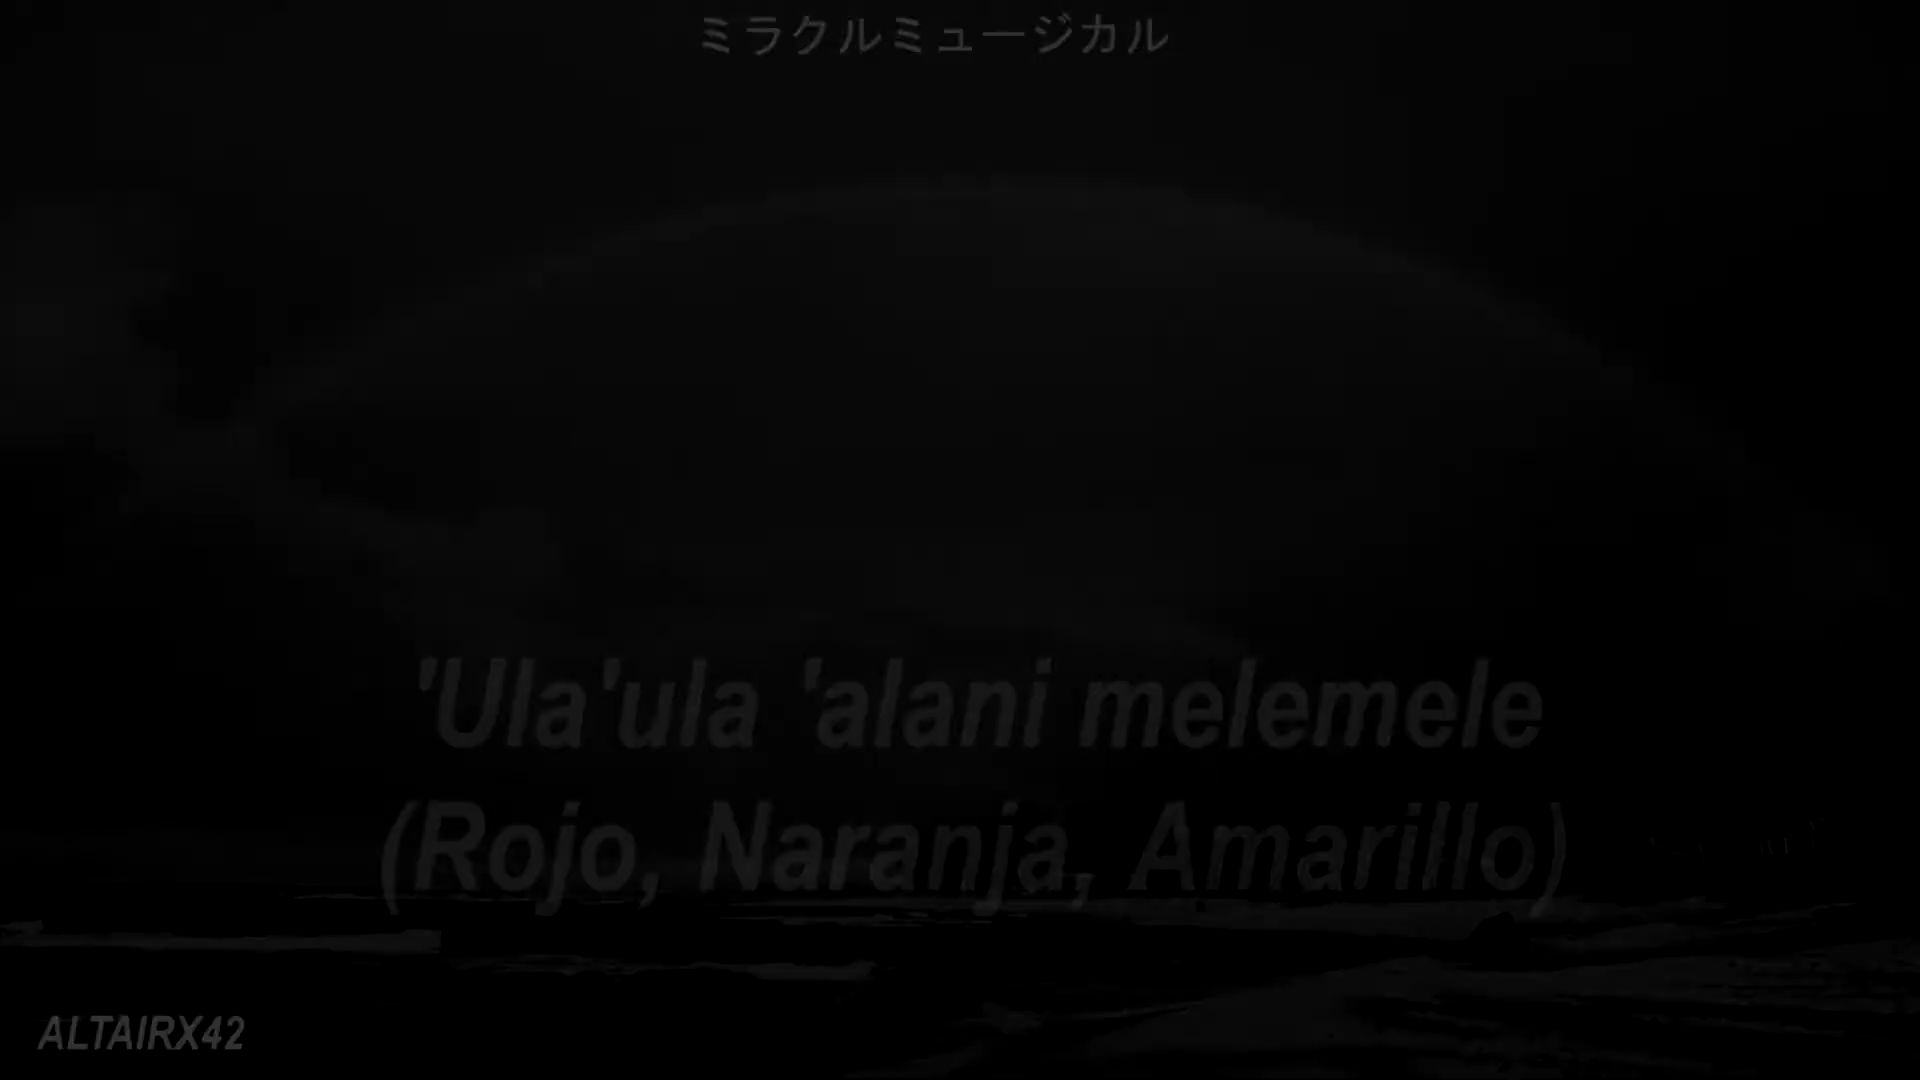 ミラクルミュージカル
'Ula'ula 'alani melemele
(Rojo, Naranja, Amarillo)
ALTAIRX42